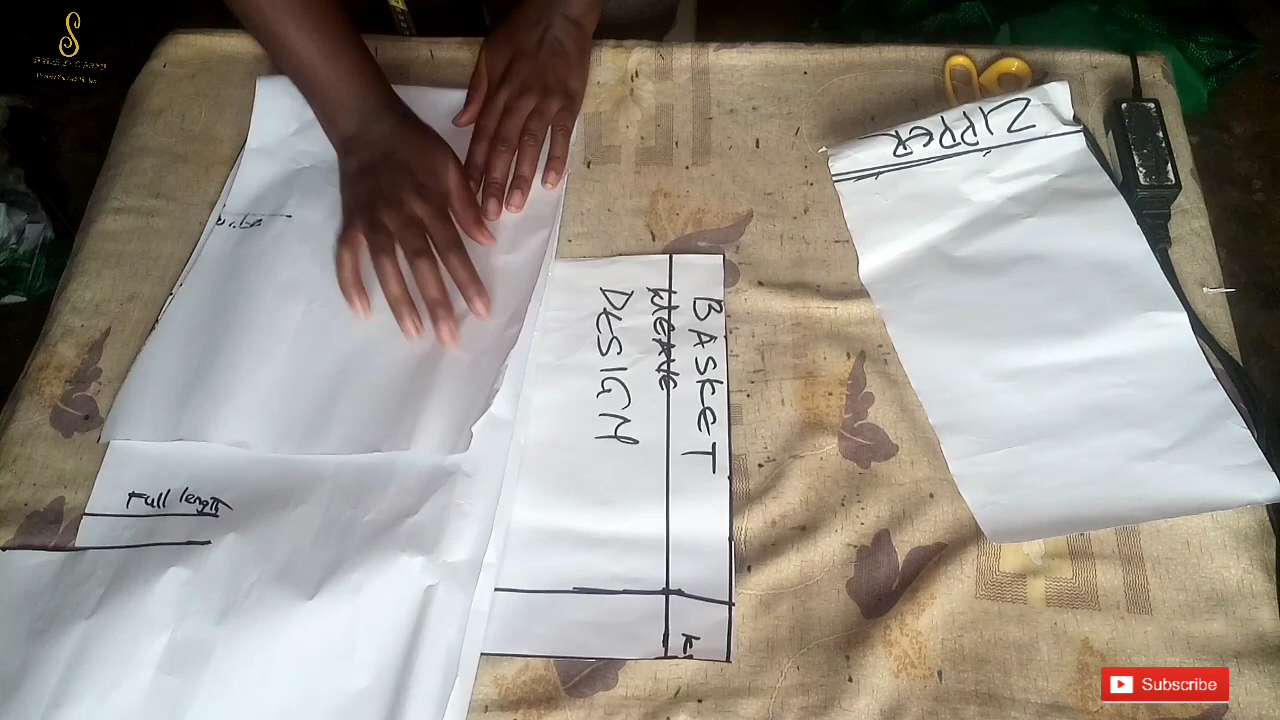 ZIPPER
BASKET
WEAVE
DESIGN
Full length
Subscribe